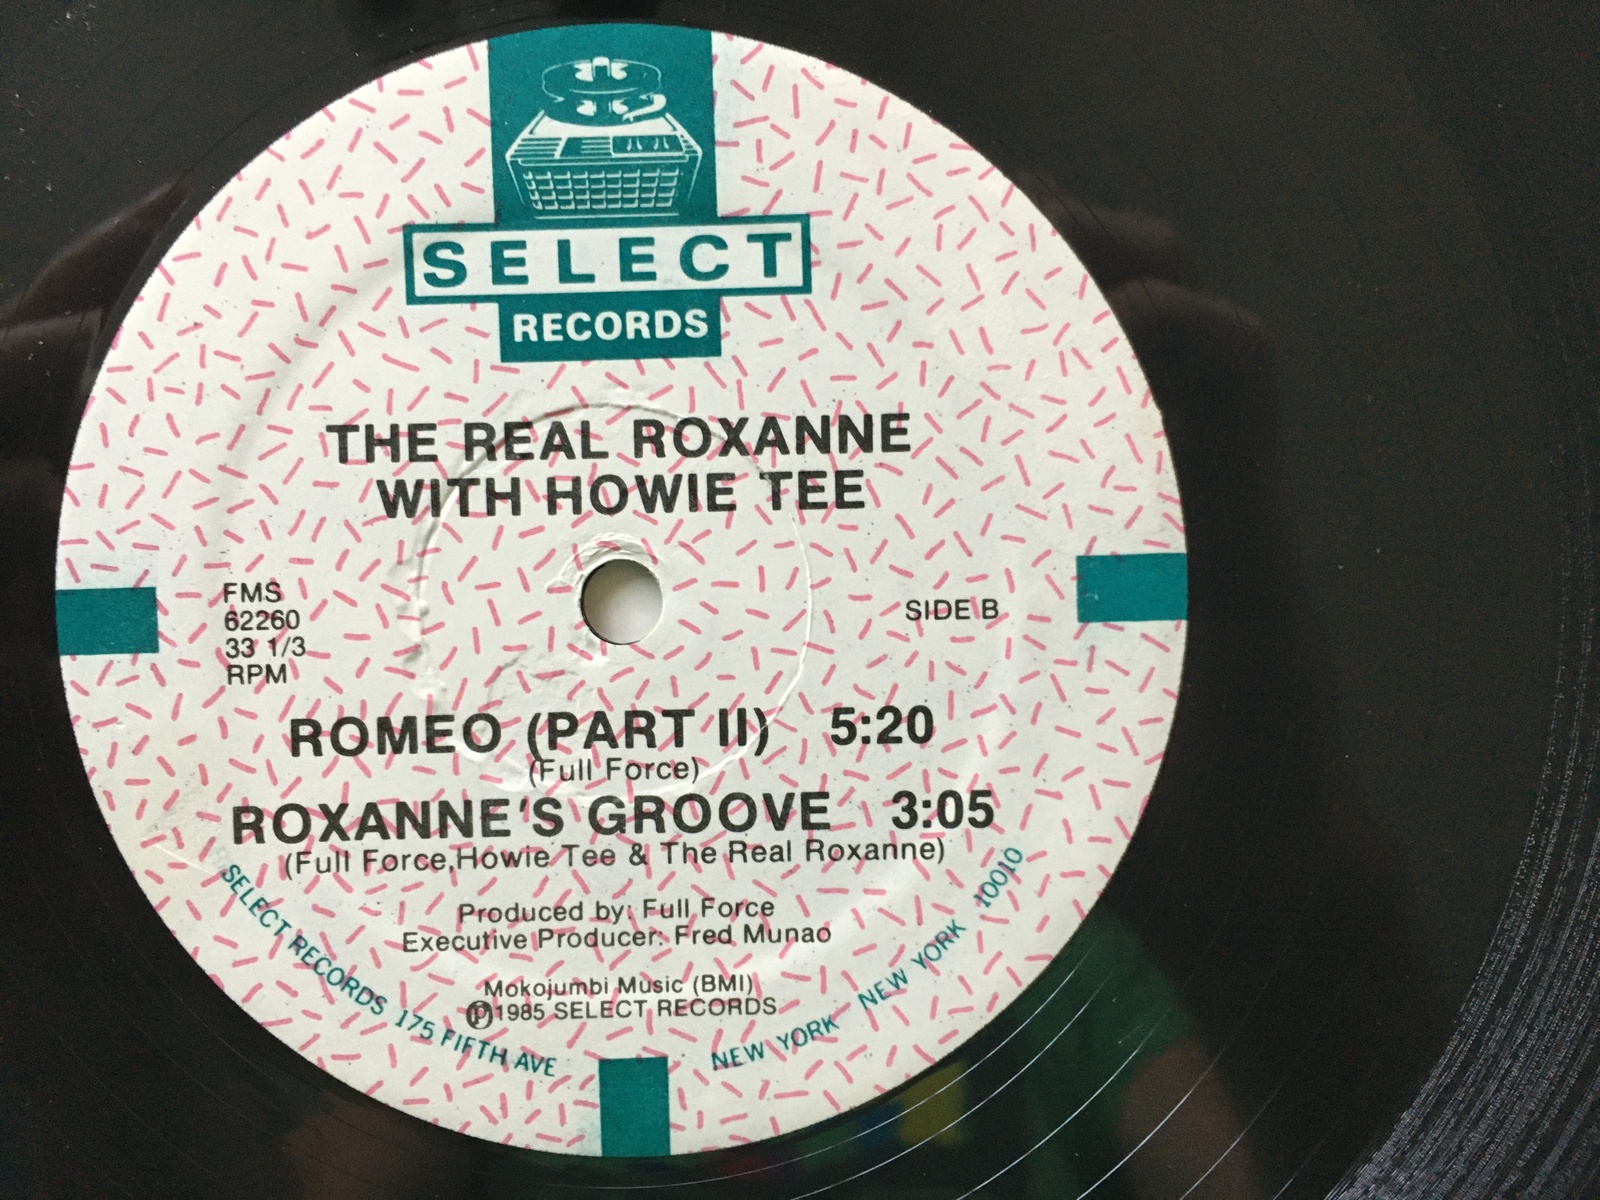 SELECT
RECORDS
THE REAL ROXANNE
WITH HOWIE TEE
FMS
62260
33 1/3
RPM
SIDE B
ROMEO (PART II) 5:20
(Full Force)
ROXANNE'S GROOVE 3:05
(Full Force,Howie Tee & The Real Roxanne)
Produced by: Full Force
Executive Producer: Fred Munao
Mokojumbi Music (BMI)
Ⓟ1985 SELECT RECORDS
SELECT RECORDS 175 FIFTH AVE NEW YORK NEW YORK 10010